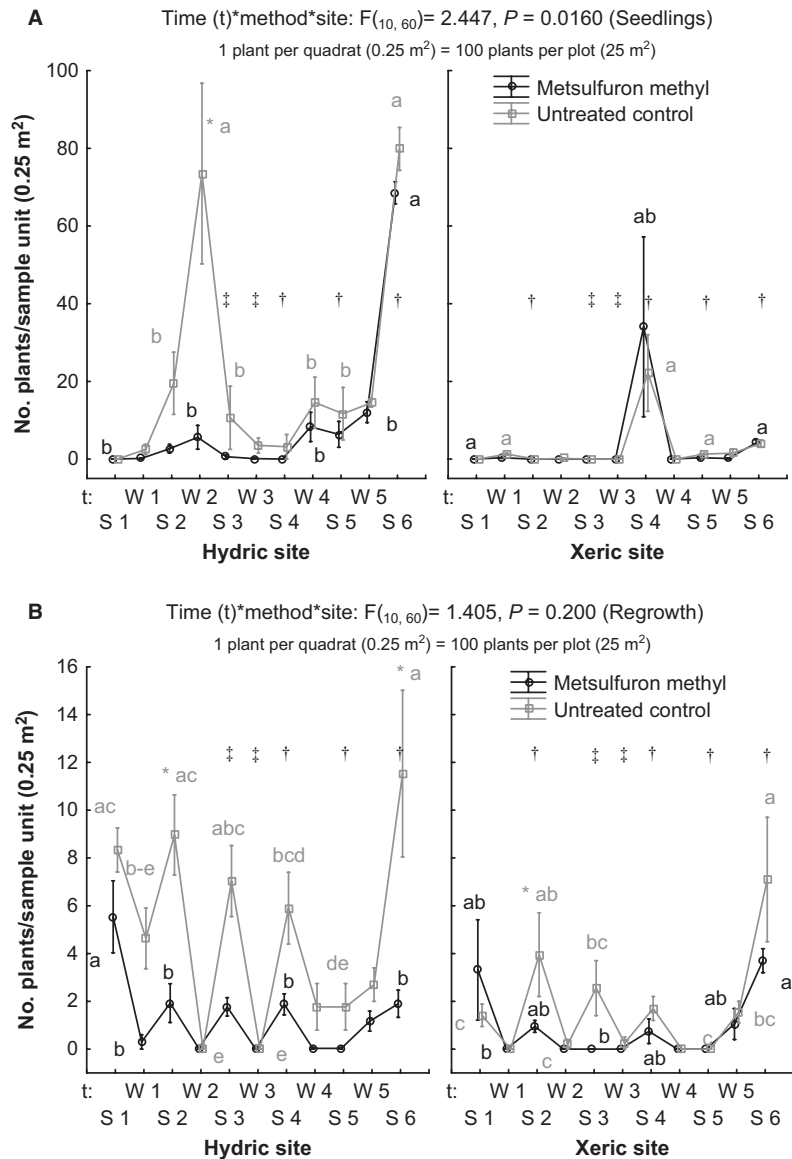 A
Time (t)*method*site: F(10, 60)= 2.447, P = 0.0160 (Seedlings)
1 plant per quadrat (0.25 m²) = 100 plants per plot (25 m²)
No. plants/sample unit (0.25 m²)
100
80
60
40
20
0
Metsulfuron methyl
Untreated control
* a
a
a
‡ ‡ † † †
b
b
b
b
b
b
b
b
b
t: W 1 W 2 W 3 W 4 W 5
S 1 S 2 S 3 S 4 S 5 S 6
Hydric site
ab
† ‡ ‡ † † †
a
a
a
a
a
t: W 1 W 2 W 3 W 4 W 5
S 1 S 2 S 3 S 4 S 5 S 6
Xeric site
B
Time (t)*method*site: F(10, 60)= 1.405, P = 0.200 (Regrowth)
1 plant per quadrat (0.25 m²) = 100 plants per plot (25 m²)
No. plants/sample unit (0.25 m²)
16
14
12
10
8
6
4
2
0
Metsulfuron methyl
Untreated control
* a
‡ ‡ † † †
* ac
ac
abc
bcd
b-e
a
de
b
b
b
b
e
e
t: W 1 W 2 W 3 W 4 W 5
S 1 S 2 S 3 S 4 S 5 S 6
Hydric site
† ‡ ‡ † † †
a
ab
* ab
bc
a
ab
ab
bc
c
b
c
b
ab
c
t: W 1 W 2 W 3 W 4 W 5
S 1 S 2 S 3 S 4 S 5 S 6
Xeric site